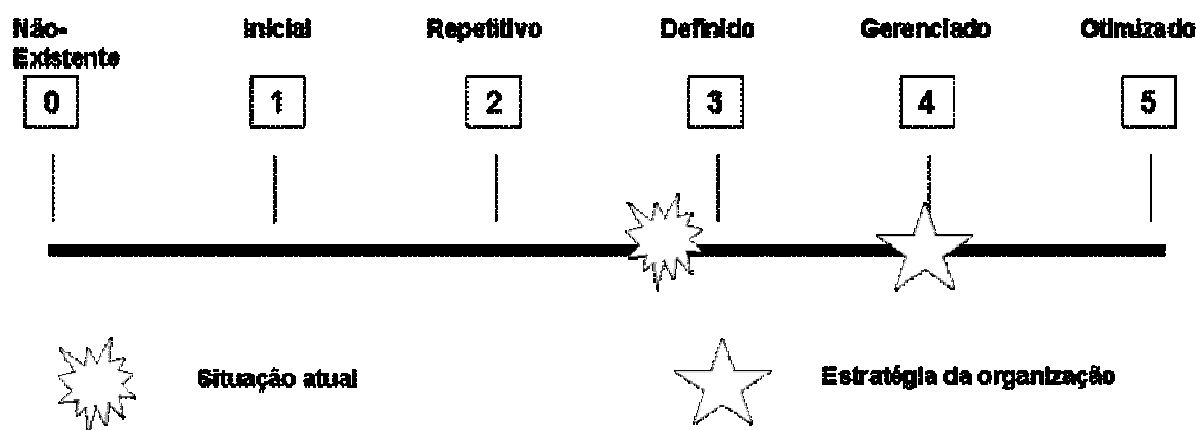 Não-
Existente
Inicial
Repetitivo
Definido
Gerenciado
Otimizado
0
1
2
3
4
5
Situação atual
Estratégia da organização